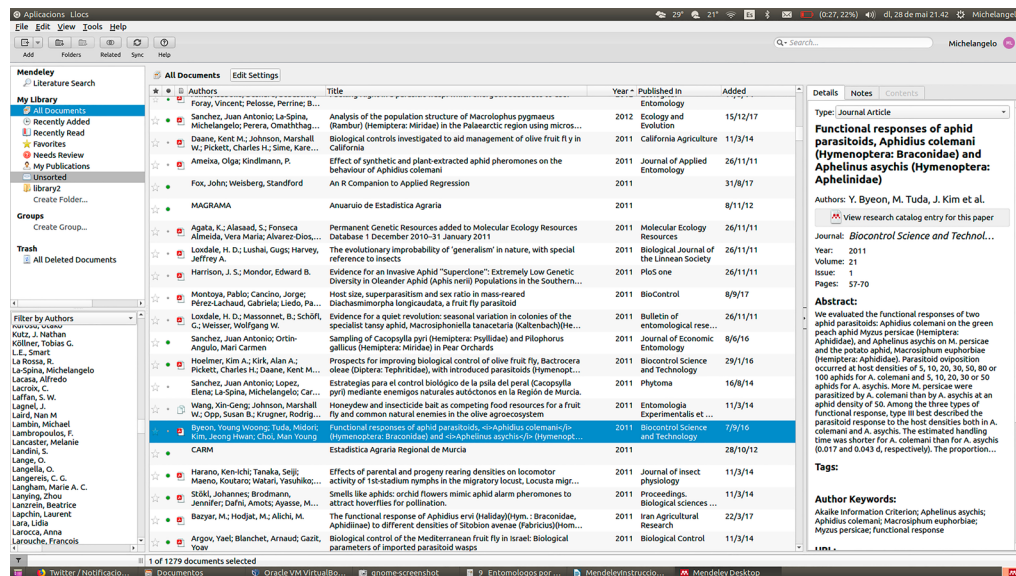 Aplicacions Llocs
29° 21° Es (0:27, 22%) dl, 28 de mai 21.42 Michelangelo
File Edit View Tools Help
Add Folders Related Sync Help
Search...
Michelangelo ML
Mendeley
Literature Search
My Library
All Documents
Recently Added
Recently Read
Favorites
Needs Review
My Publications
Unsorted
library2
Create Folder...
Groups
Create Group...
Trash
All Deleted Documents
Filter by Authors
Kutz, J. Nathan
Köllner, Tobias G.
L.E., Smart
La Rossa, R.
La-Spina, Michelangelo
Lacasa, Alfredo
Lacroix, C.
Laffan, S. W.
Lagnel, J.
Laird, Nan M
Lambin, Michael
Lambropoulos, F.
Lancaster, Melanie
Landini, S.
Lange, O.
Langella, O.
Langereis, C. G.
Langham, Marie A. C.
Lanying, Zhou
Lanzrein, Beatrice
Lapchin, Laurent
Lara, Lidia
Larocca, Anna
Larouche, François
All Documents Edit Settings
Authors Title Year Published In Added
Foray, Vincent; Pelosse, Perrine; B... Entomology
Sanchez, Juan Antonio; La-Spina, Analysis of the population structure of Macrolophus pygmaeus 2012 Ecology and 15/12/17
Michelangelo; Perera, Omaththag... (Rambur) (Hemiptera: Miridae) in the Palaearctic region using micros... Evolution
Daane, Kent M.; Johnson, Marshall Biological controls investigated to aid management of olive fruit fly in 2011 California Agriculture 11/3/14
W.; Pickett, Charles H.; Sime, Kare... California
Ameixa, Olga; Kindlmann, P. Effect of synthetic and plant-extracted aphid pheromones on the 2011 Journal of Applied 26/11/11
behaviour of Aphidius colemani Entomology
Fox, John; Weisberg, Standford An R Companion to Applied Regression 2011 31/8/17
MAGRAMA Anuario de Estadistica Agraria 2011 8/11/12
Agata, K.; Alasaad, S.; Fonseca Permanent Genetic Resources added to Molecular Ecology Resources 2011 Molecular Ecology 26/11/11
Almeida, Vera Maria; Alvarez-Dios,... Database 1 December 2010–31 January 2011 Resources
Loxdale, H. D.; Lushai, Gugs; Harvey, The evolutionary improbability of 'generalism' in nature, with special 2011 Biological Journal of 26/11/11
Jeffrey A. reference to insects the Linnean Society
Harrison, J. S.; Mondor, Edward B. Evidence for an Invasive Aphid "Superclone": Extremely Low Genetic 2011 PloS one 26/11/11
Diversity in Oleander Aphid (Aphis nerii) Populations in the Southern...
Montoya, Pablo; Cancino, Jorge; Host size, superparasitism and sex ratio in mass-reared 2011 BioControl 8/9/17
Pérez-Lachaud, Gabriela; Liedo, Pa... Diachasmimorpha longicaudata, a fruit fly parasitoid
Loxdale, H. D.; Massonnet, B.; Schöfl, Evidence for a quiet revolution: seasonal variation in colonies of the 2011 Bulletin of 26/11/11
G.; Weisser, Wolfgang W. specialist tansy aphid, Macrosiphoniella tanacetaria (Kaltenbach)(He... entomological rese...
Sanchez, Juan Antonio; Ortin- Sampling of Cacopsylla pyri (Hemiptera: Psyllidae) and Pilophorus 2011 Journal of Economic 8/6/16
Angulo, Mari Carmen gallicus (Hemiptera: Miridae) in Pear Orchards Entomology
Hoelmer, Kim A.; Kirk, Alan A.; Prospects for improving biological control of olive fruit fly, Bactrocera 2011 Biocontrol Science 29/1/16
Pickett, Charles H.; Daane, Kent M... oleae (Diptera: Tephritidae), with introduced parasitoids (Hymenopt... and Technology
Sanchez, Juan Antonio; Lopez, Estrategias para el control biológico de la psila del peral (Cacopsylla 2011 Phytoma 16/8/14
Elena; La-Spina, Michelangelo; Car... pyri) mediante enemigos naturales autóctonos en la Región de Murcia.
Wang, Xin-Geng; Johnson, Marshall Honeydew and insecticide bait as competing food resources for a fruit 2011 Entomologia 11/3/14
W.; Opp, Susan B.; Krugner, Rodrig... fly and common natural enemies in the olive agroecosystem Experimentalis et ...
Byeon, Young Woong; Tuda, Midori; Functional responses of aphid parasitoids, <i>Aphidius colemani</i> 2011 Biocontrol Science 7/9/16
Kim, Jeong Hwan; Choi, Man Young (Hymenoptera: Braconidae) and <i>Aphelinus asychis</i> (Hymenopt... and Technology
CARM Estadistica Agraria Regional de Murcia 2011 28/10/12
Harano, Ken-Ichi; Tanaka, Seiji; Effects of parental and progeny rearing densities on locomotor 2011 Journal of insect 11/3/14
Maeno, Koutaro; Watari, Yasuhiko;... activity of 1st-stadium nymphs in the migratory locust, Locusta migr... physiology
Stökl, Johannes; Brodmann, Smells like aphids: orchid flowers mimic aphid alarm pheromones to 2011 Proceedings. 11/3/14
Jennifer; Dafni, Amots; Ayasse, M... attract hoverflies for pollination. Biological sciences ...
Bazyar, M.; Hodjat, M.; Alichi, M. The functional response of Aphidius ervi (Haliday)(Hym. : Braconidae, 2011 Iran Agricultural 22/3/17
Aphidiinae) to different densities of Sitobion avenae (Fabricius)(Hom... Research
Argov, Yael; Blanchet, Arnaud; Gazit, Biological control of the Mediterranean fruit fly in Israel: Biological 2011 Biological Control 11/3/14
Yoav parameters of imported parasitoid wasps
1 of 1279 documents selected
Details Notes Contents
Type: Journal Article
Functional responses of aphid
parasitoids, Aphidius colemani
(Hymenoptera: Braconidae) and
Aphelinus asychis (Hymenoptera:
Aphelinidae)
Authors: Y. Byeon, M. Tuda, J. Kim et al.
View research catalog entry for this paper
Journal: Biocontrol Science and Technol...
Year: 2011
Volume: 21
Issue: 1
Pages: 57-70
Abstract:
We evaluated the functional responses of two
aphid parasitoids: Aphidius colemani on the green
peach aphid Myzus persicae (Hemiptera:
Aphididae), and Aphelinus asychis on M. persicae
and the potato aphid, Macrosiphum euphorbiae
(Hemiptera: Aphididae). Parasitoid oviposition
occurred at host densities of 5, 10, 20, 30, 50, 80 or
100 aphids for A. colemani and 5, 10, 20, 30 or 50
aphids for A. asychis. More M. persicae were
parasitized by A. colemani than by A. asychis at an
aphid density of 50. Among the three types of
functional response, type III best described the
parasitoid response to the host densities both in A.
colemani and A. asychis. The estimated handling
time was shorter for A. colemani than for A. asychis
(0.017 and 0.043 d, respectively). The proportion...
Tags:
Author Keywords:
Akaike Information Criterion; Aphelinus asychis;
Aphidius colemani; Macrosiphum euphorbiae;
Myzus persicae; functional response
Twitter / Notificacio... Documentos Oracle VM VirtualBo... gnome-screenshot 9_Entomologos por ... MendeleyInstruccio... Mendeley Desktop